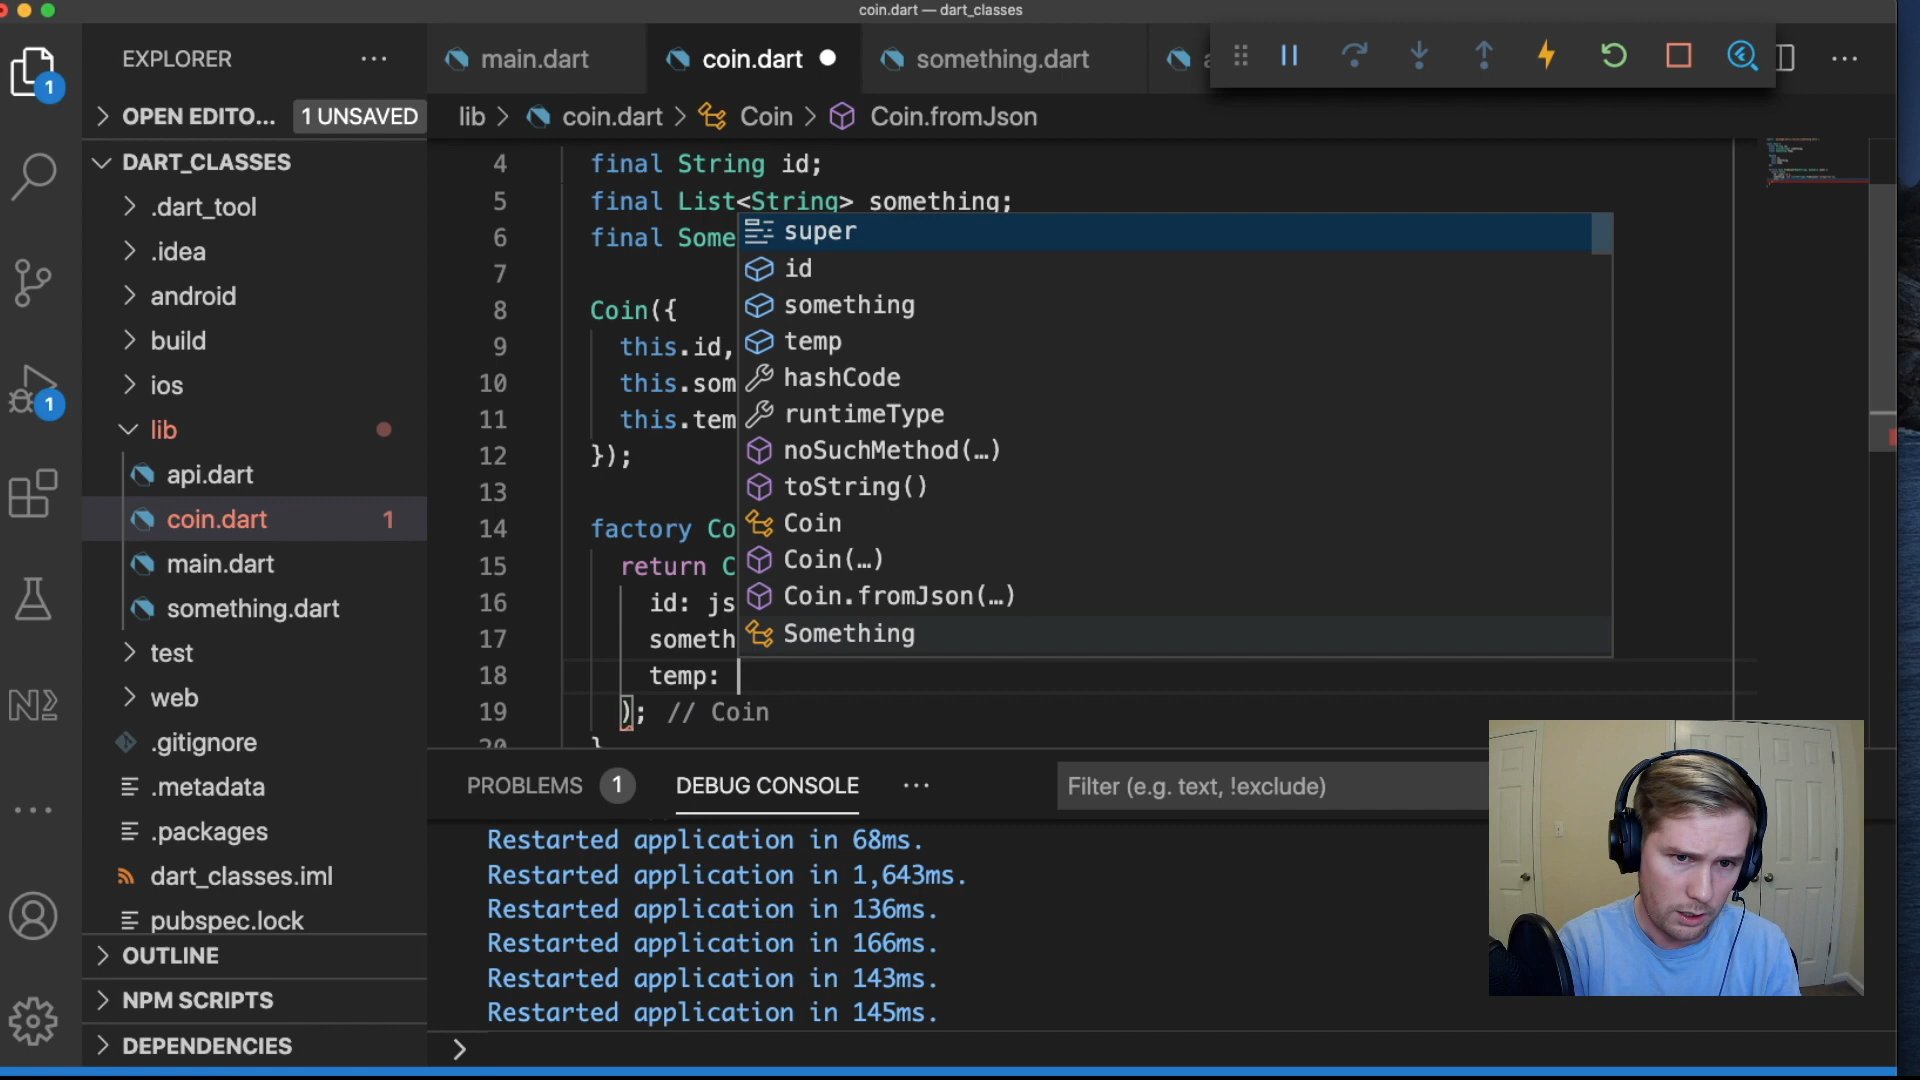 coin.dart — dart_classes
EXPLORER
main.dart
coin.dart
something.dart
1
OPEN EDITO...
1 UNSAVED
lib
coin.dart
Coin
Coin.fromJson
DART_CLASSES
.dart_tool
.idea
android
build
ios
lib
api.dart
coin.dart
1
main.dart
something.dart
test
web
.gitignore
.metadata
.packages
dart_classes.iml
pubspec.lock
OUTLINE
NPM SCRIPTS
DEPENDENCIES
1
4 final String id;
5 final List<String> something;
6 final Some
7
8 Coin({
9 this.id,
10 this.som
11 this.tem
12 });
13
14 factory Co
15 return C
16 id: js
17 someth
18 temp:
19 ); // Coin
20 }
super
id
something
temp
hashCode
runtimeType
noSuchMethod(…)
toString()
Coin
Coin(…)
Coin.fromJson(…)
Something
PROBLEMS 1
DEBUG CONSOLE
Filter (e.g. text, !exclude)
Restarted application in 68ms.
Restarted application in 1,643ms.
Restarted application in 136ms.
Restarted application in 166ms.
Restarted application in 143ms.
Restarted application in 145ms.